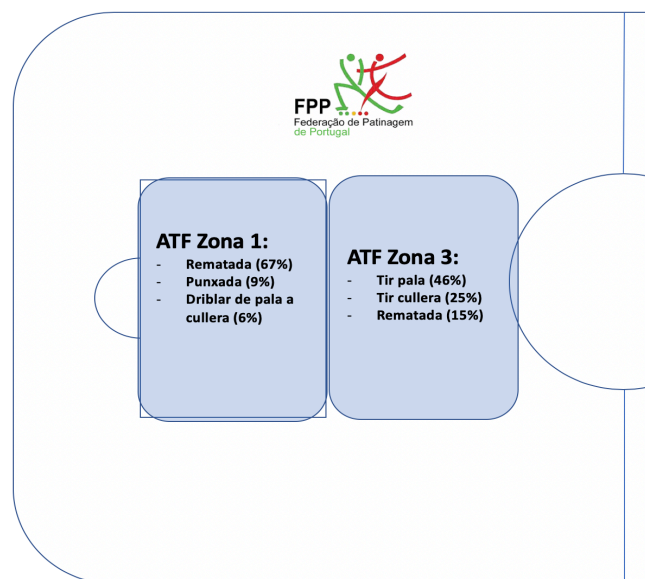 FPP
Federação de Patinagem
de Portugal
ATF Zona 1:
- Rematada (67%)
- Punxada (9%)
- Driblar de pala a
cullera (6%)
ATF Zona 3:
- Tir pala (46%)
- Tir cullera (25%)
- Rematada (15%)